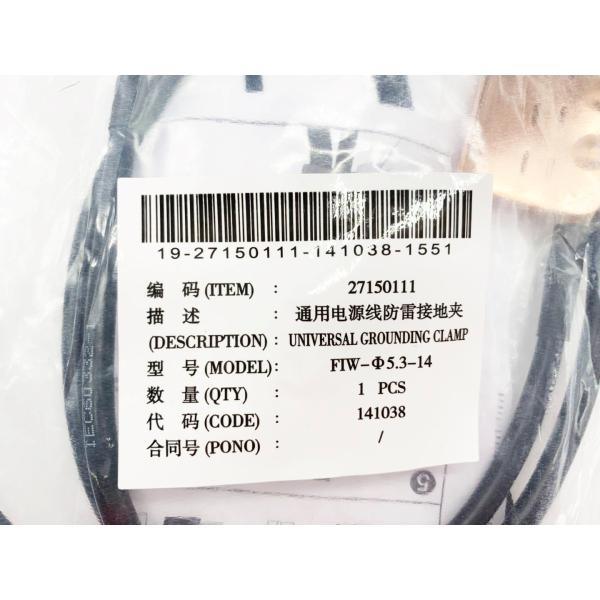 19-27150111-141038-1551
编 码(ITEM) : 27150111
描 述 : 通用电源线防雷接地夹
(DESCRIPTION) : UNIVERSAL GROUNDING CLAMP
型 号(MODEL): FIW-Φ5.3-14
数 量(QTY) : 1 PCS
代 码(CODE) : 141038
合同号(PONO) : /
5